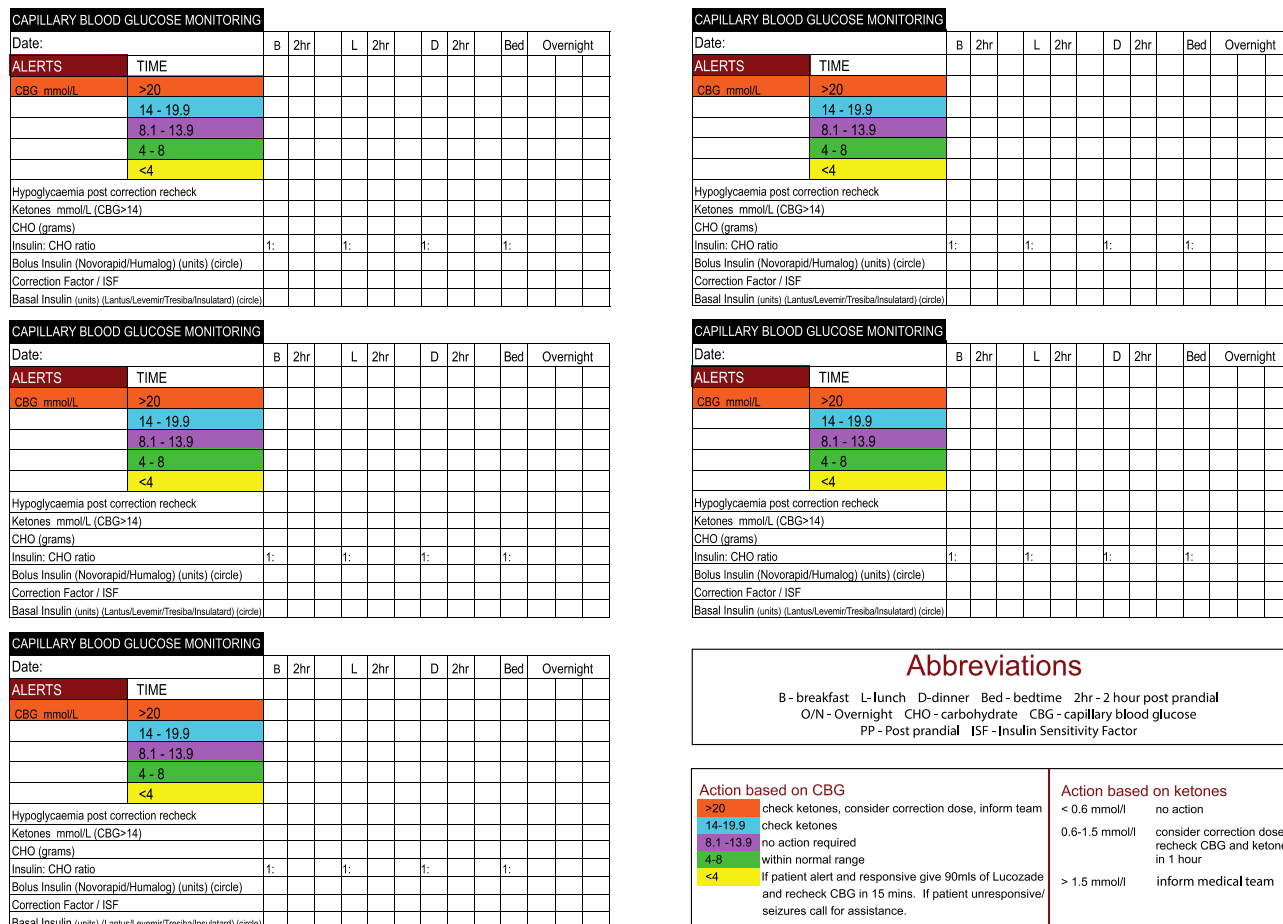 CAPILLARY BLOOD GLUCOSE MONITORING
Date: B 2hr L 2hr D 2hr Bed Overnight
ALERTS TIME
CBG mmol/L >20
14 - 19.9
8.1 - 13.9
4 - 8
<4
Hypoglycaemia post correction recheck
Ketones mmol/L (CBG>14)
CHO (grams)
Insulin: CHO ratio 1: 1: 1: 1:
Bolus Insulin (Novorapid/Humalog) (units) (circle)
Correction Factor / ISF
Basal Insulin (units) (Lantus/Levemir/Tresiba/Insulatard) (circle)
CAPILLARY BLOOD GLUCOSE MONITORING
Date: B 2hr L 2hr D 2hr Bed Overnight
ALERTS TIME
CBG mmol/L >20
14 - 19.9
8.1 - 13.9
4 - 8
<4
Hypoglycaemia post correction recheck
Ketones mmol/L (CBG>14)
CHO (grams)
Insulin: CHO ratio 1: 1: 1: 1:
Bolus Insulin (Novorapid/Humalog) (units) (circle)
Correction Factor / ISF
Basal Insulin (units) (Lantus/Levemir/Tresiba/Insulatard) (circle)
CAPILLARY BLOOD GLUCOSE MONITORING
Date: B 2hr L 2hr D 2hr Bed Overnight
ALERTS TIME
CBG mmol/L >20
14 - 19.9
8.1 - 13.9
4 - 8
<4
Hypoglycaemia post correction recheck
Ketones mmol/L (CBG>14)
CHO (grams)
Insulin: CHO ratio 1: 1: 1: 1:
Bolus Insulin (Novorapid/Humalog) (units) (circle)
Correction Factor / ISF
Basal Insulin (units) (Lantus/Levemir/Tresiba/Insulatard) (circle)
CAPILLARY BLOOD GLUCOSE MONITORING
Date: B 2hr L 2hr D 2hr Bed Overnight
ALERTS TIME
CBG mmol/L >20
14 - 19.9
8.1 - 13.9
4 - 8
<4
Hypoglycaemia post correction recheck
Ketones mmol/L (CBG>14)
CHO (grams)
Insulin: CHO ratio 1: 1: 1: 1:
Bolus Insulin (Novorapid/Humalog) (units) (circle)
Correction Factor / ISF
Basal Insulin (units) (Lantus/Levemir/Tresiba/Insulatard) (circle)
CAPILLARY BLOOD GLUCOSE MONITORING
Date: B 2hr L 2hr D 2hr Bed Overnight
ALERTS TIME
CBG mmol/L >20
14 - 19.9
8.1 - 13.9
4 - 8
<4
Hypoglycaemia post correction recheck
Ketones mmol/L (CBG>14)
CHO (grams)
Insulin: CHO ratio 1: 1: 1: 1:
Bolus Insulin (Novorapid/Humalog) (units) (circle)
Correction Factor / ISF
Basal Insulin (units) (Lantus/Levemir/Tresiba/Insulatard) (circle)
Abbreviations
B - breakfast L- lunch D-dinner Bed - bedtime 2hr - 2 hour post prandial
O/N - Overnight CHO - carbohydrate CBG - capillary blood glucose
PP - Post prandial ISF - Insulin Sensitivity Factor
Action based on CBG
>20 check ketones, consider correction dose, inform team
14-19.9 check ketones
8.1 -13.9 no action required
4-8 within normal range
<4 If patient alert and responsive give 90mls of Lucozade
and recheck CBG in 15 mins. If patient unresponsive/
seizures call for assistance.
Action based on ketones
< 0.6 mmol/l no action
0.6-1.5 mmol/l consider correction dose
recheck CBG and ketone
in 1 hour
> 1.5 mmol/l inform medical team